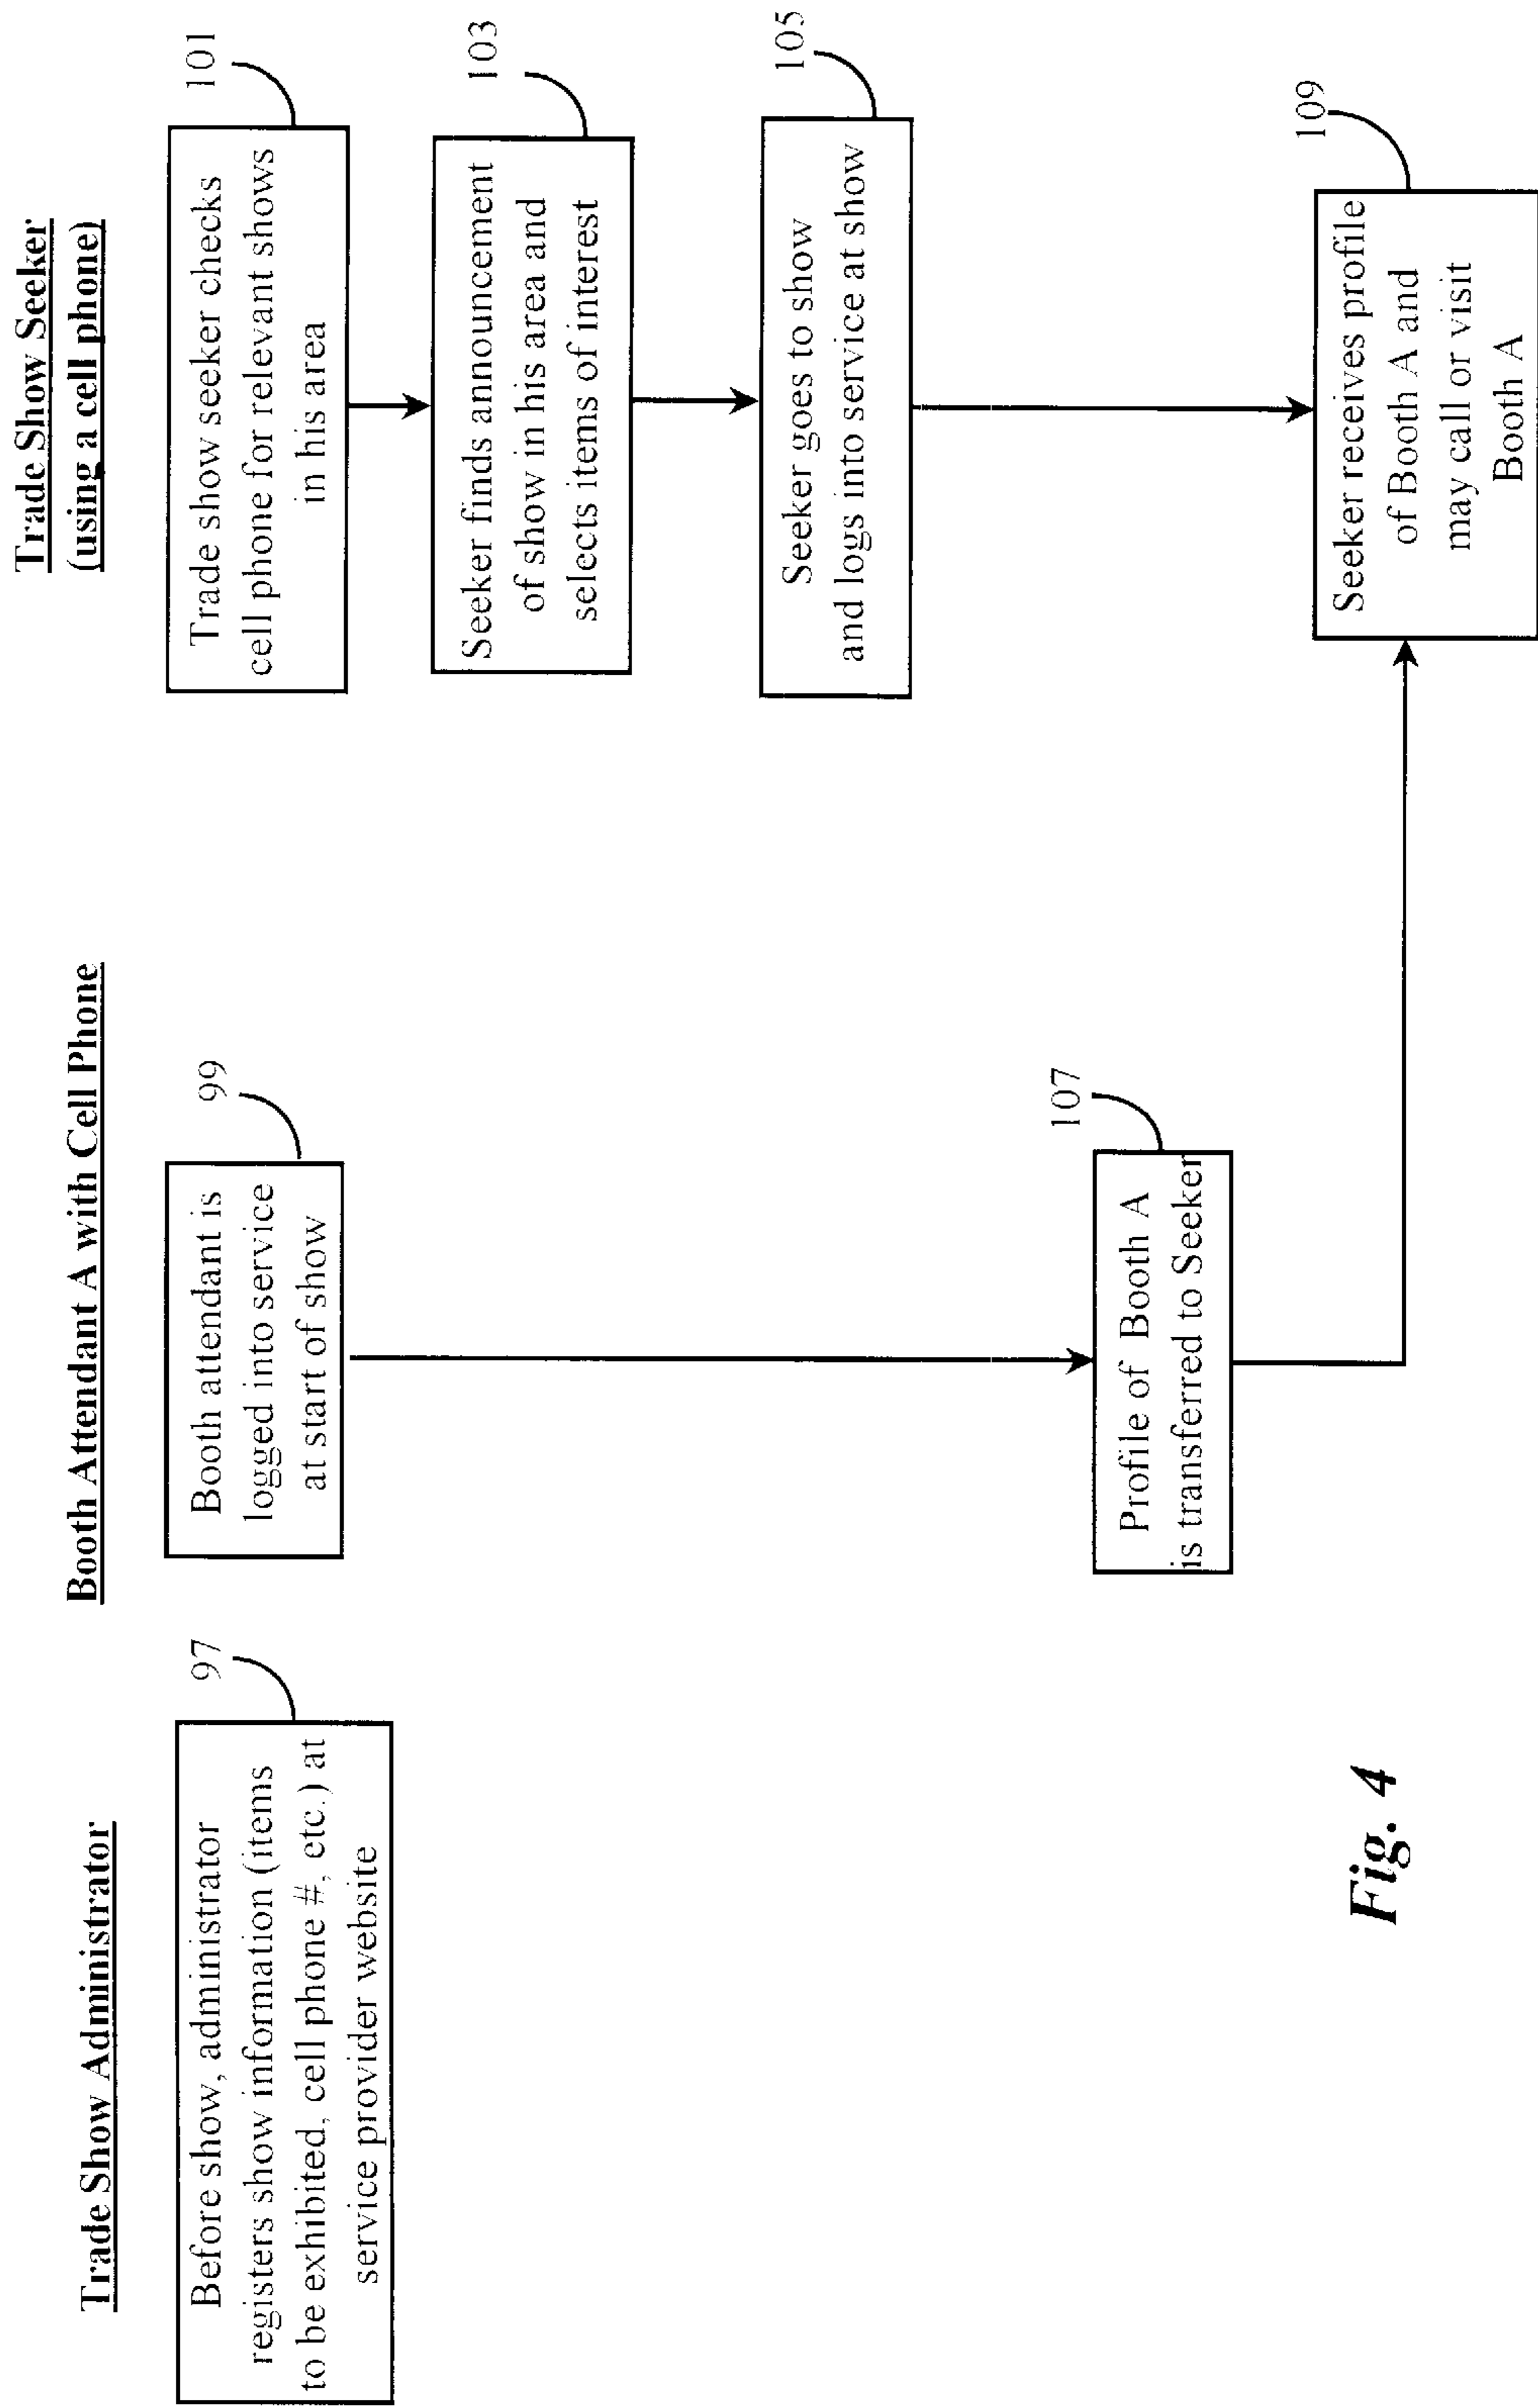 Trade Show Administrator
97
Before show, administrator
registers show information (items
to be exhibited, cell phone #, etc.) at
service provider website
Booth Attendant A with Cell Phone
99
Booth attendant is
logged into service
at start of show
107
Profile of Booth A
is transferred to Seeker
Trade Show Seeker
(using a cell phone)
101
Trade show seeker checks
cell phone for relevant shows
in his area
103
Seeker finds announcement
of show in his area and
selects items of interest
105
Seeker goes to show
and logs into service at show
109
Seeker receives profile
of Booth A and
may call or visit
Booth A
Fig. 4